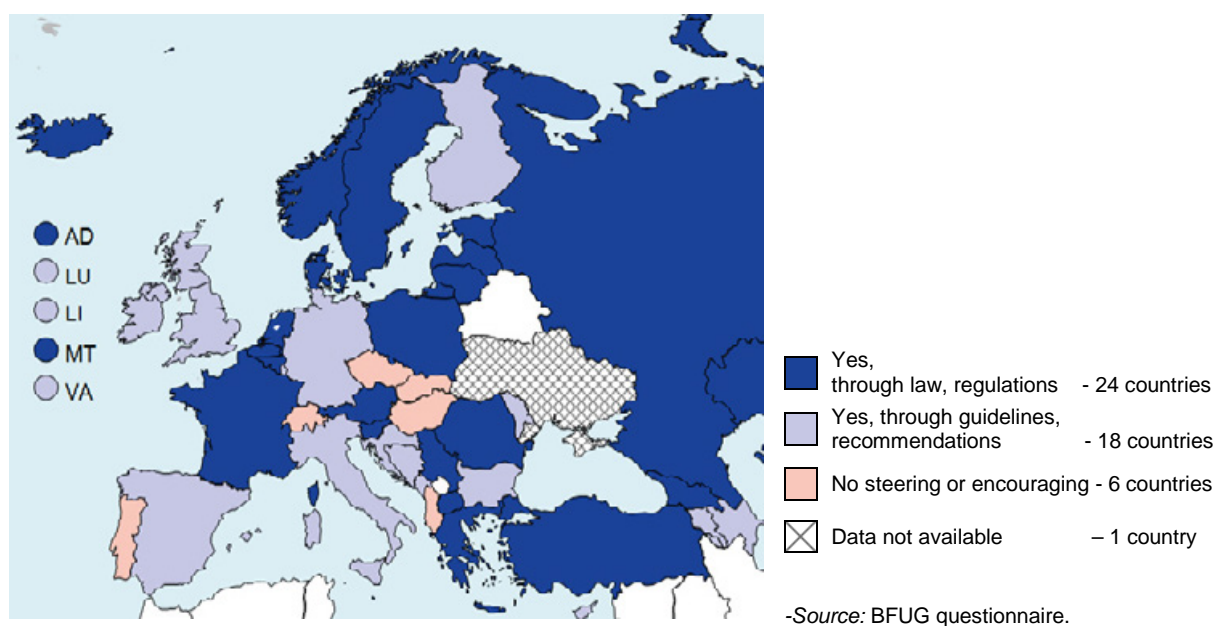 AD
LU
LI
MT
VA
Yes,
through law, regulations - 24 countries
Yes, through guidelines,
recommendations - 18 countries
No steering or encouraging - 6 countries
Data not available – 1 country
-Source: BFUG questionnaire.